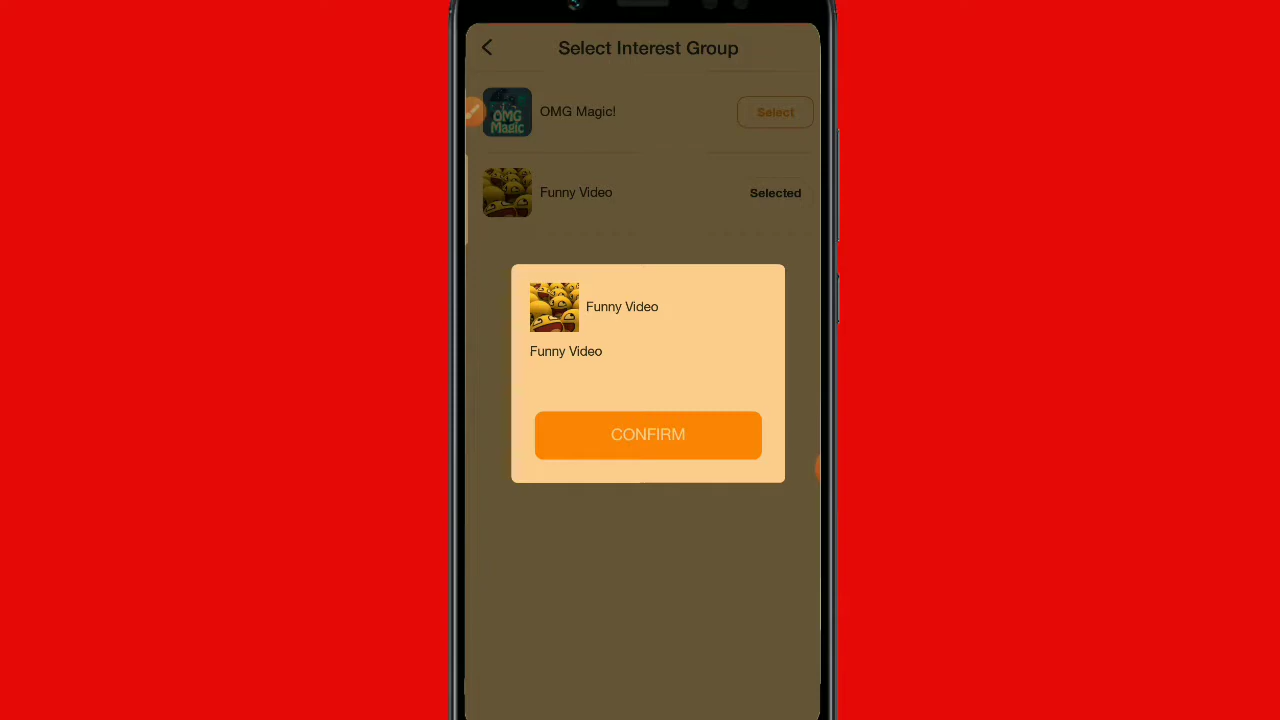 Select Interest Group
OMG Magic
OMG Magic!
Select
Funny Video
Selected
Funny Video
Funny Video
CONFIRM